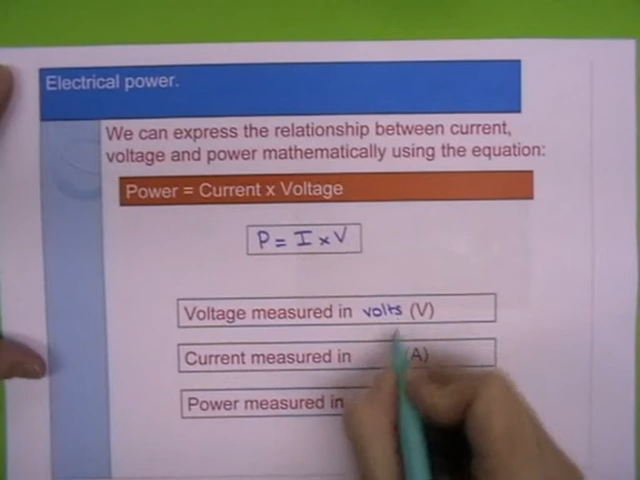 Electrical power.
We can express the relationship between current,
voltage and power mathematically using the equation:
Power = Current x Voltage
P = I x V
Voltage measured in volts (V)
Current measured in (A)
Power measured in